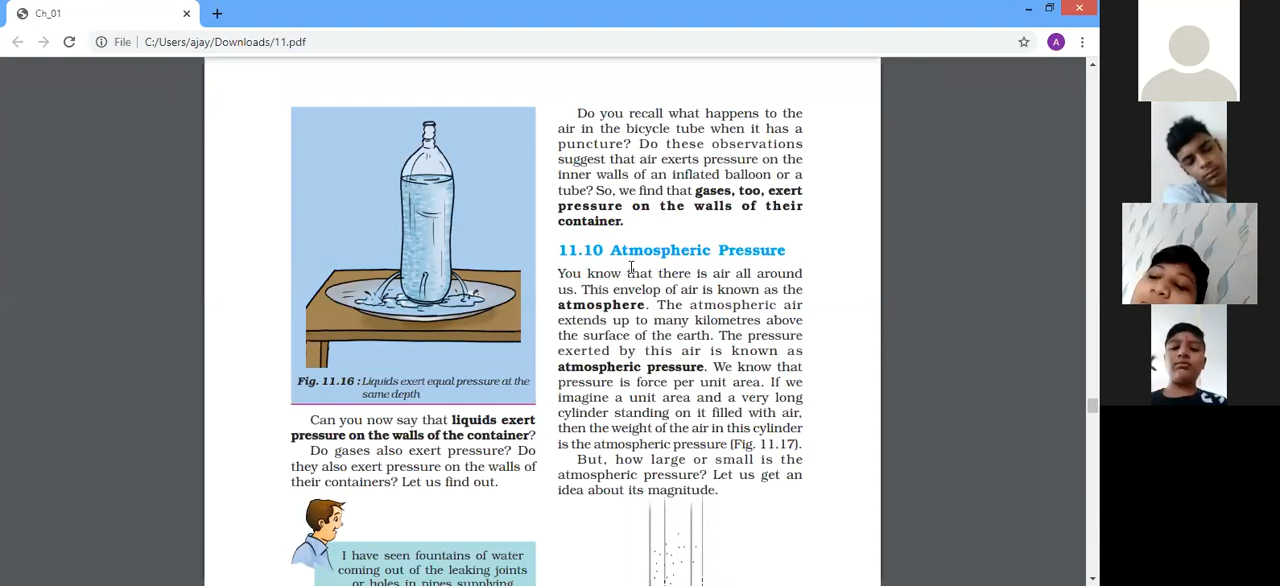 Ch_01
File
C:/Users/ajay/Downloads/11.pdf
A
Fig. 11.16 : Liquids exert equal pressure at the
same depth
Can you now say that liquids exert
pressure on the walls of the container?
Do gases also exert pressure? Do
they also exert pressure on the walls of
their containers? Let us find out.
I have seen fountains of water
coming out of the leaking joints
or holes in pipes supplying
Do you recall what happens to the
air in the bicycle tube when it has a
puncture? Do these observations
suggest that air exerts pressure on the
inner walls of an inflated balloon or a
tube? So, we find that gases, too, exert
pressure on the walls of their
container.
11.10 Atmospheric Pressure
You know that there is air all around
us. This envelop of air is known as the
atmosphere. The atmospheric air
extends up to many kilometres above
the surface of the earth. The pressure
exerted by this air is known as
atmospheric pressure. We know that
pressure is force per unit area. If we
imagine a unit area and a very long
cylinder standing on it filled with air,
then the weight of the air in this cylinder
is the atmospheric pressure (Fig. 11.17).
But, how large or small is the
atmospheric pressure? Let us get an
idea about its magnitude.